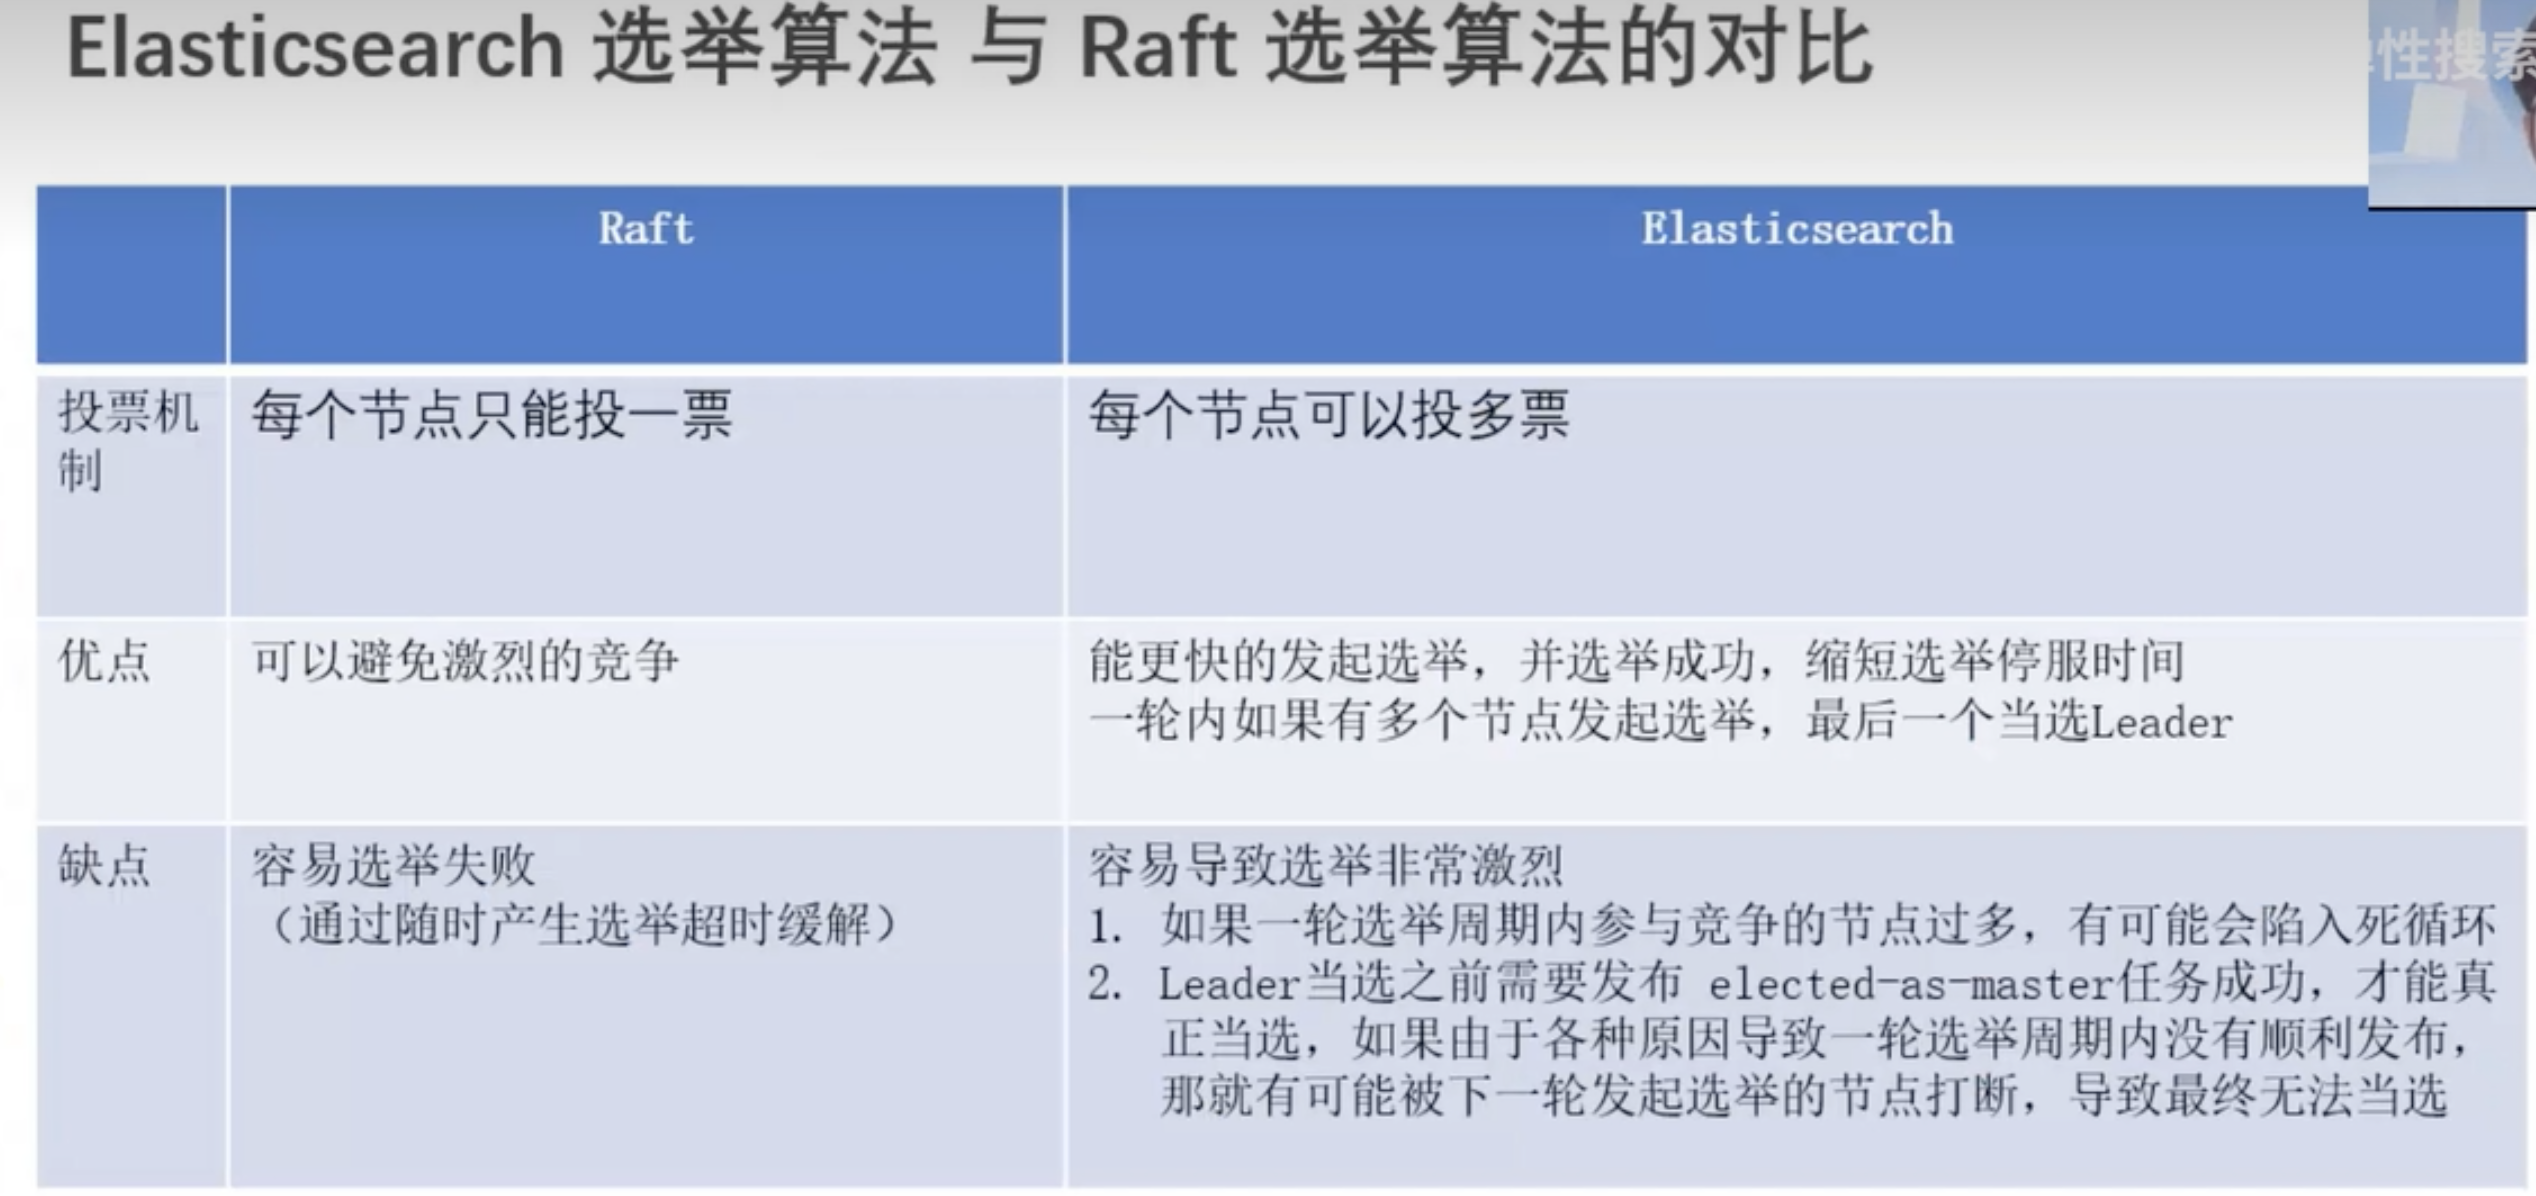 Elasticsearch 选举算法 与 Raft 选举算法的对比
性搜索
Raft
Elasticsearch
投票机
制
每个节点只能投一票
每个节点可以投多票
优点
可以避免激烈的竞争
能更快的发起选举，并选举成功，缩短选举停服时间
一轮内如果有多个节点发起选举，最后一个当选Leader
缺点
容易选举失败
（通过随时产生选举超时缓解）
容易导致选举非常激烈
1. 如果一轮选举周期内参与竞争的节点过多，有可能会陷入死循环
2. Leader当选之前需要发布 elected-as-master任务成功，才能真
正当选，如果由于各种原因导致一轮选举周期内没有顺利发布，
那就有可能被下一轮发起选举的节点打断，导致最终无法当选